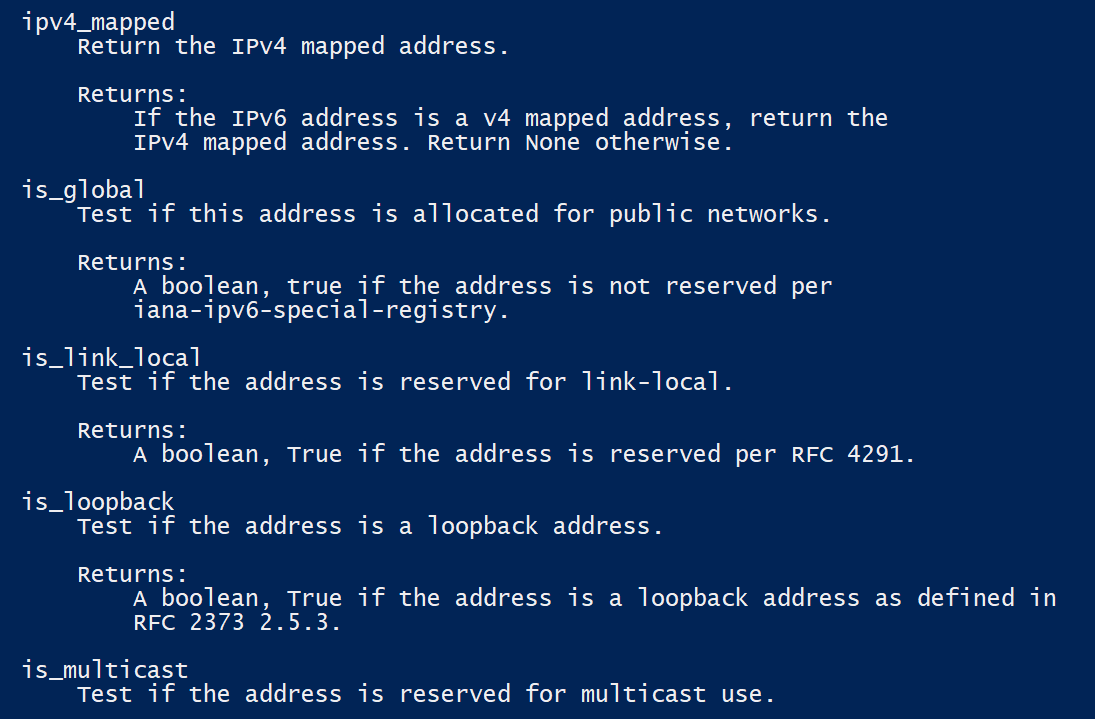 ipv4_mapped
Return the IPv4 mapped address.
Returns:
If the IPv6 address is a v4 mapped address, return the
IPv4 mapped address. Return None otherwise.
is_global
Test if this address is allocated for public networks.
Returns:
A boolean, true if the address is not reserved per
iana-ipv6-special-registry.
is_link_local
Test if the address is reserved for link-local.
Returns:
A boolean, True if the address is reserved per RFC 4291.
is_loopback
Test if the address is a loopback address.
Returns:
A boolean, True if the address is a loopback address as defined in
RFC 2373 2.5.3.
is_multicast
Test if the address is reserved for multicast use.